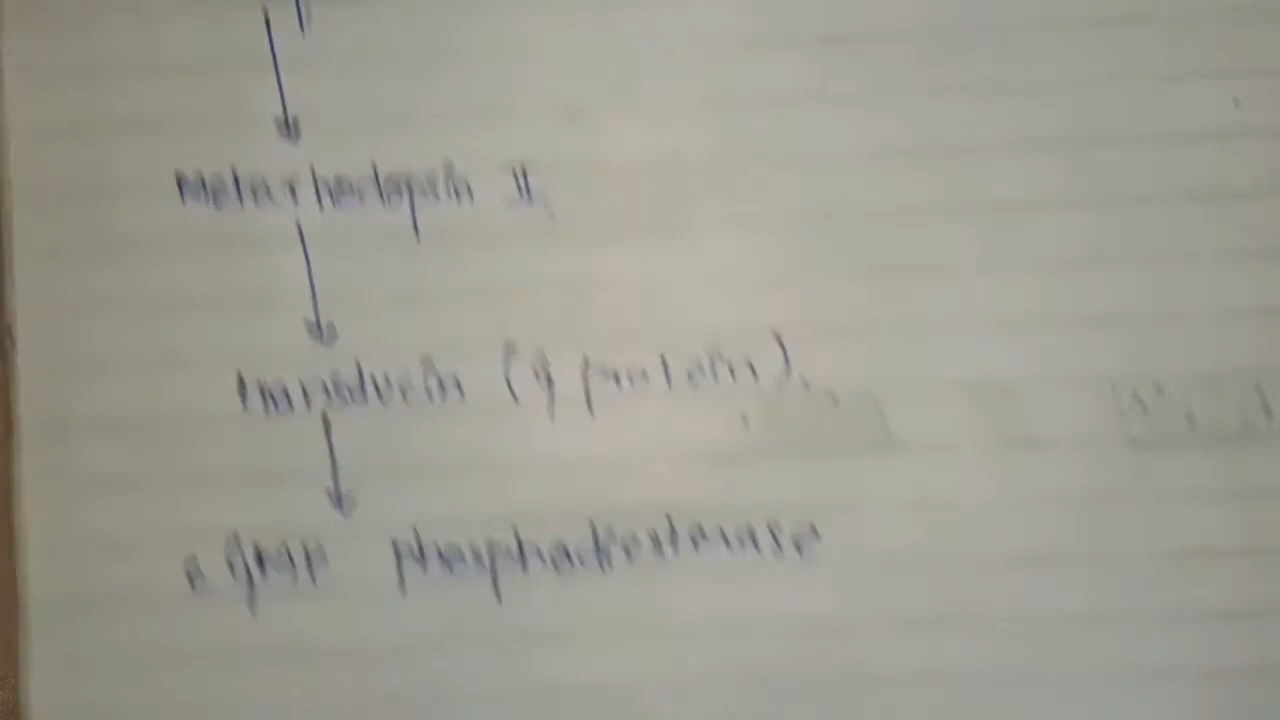 Metarhodopsin II,
transducin (G protein).
cGMP phosphodiesterase